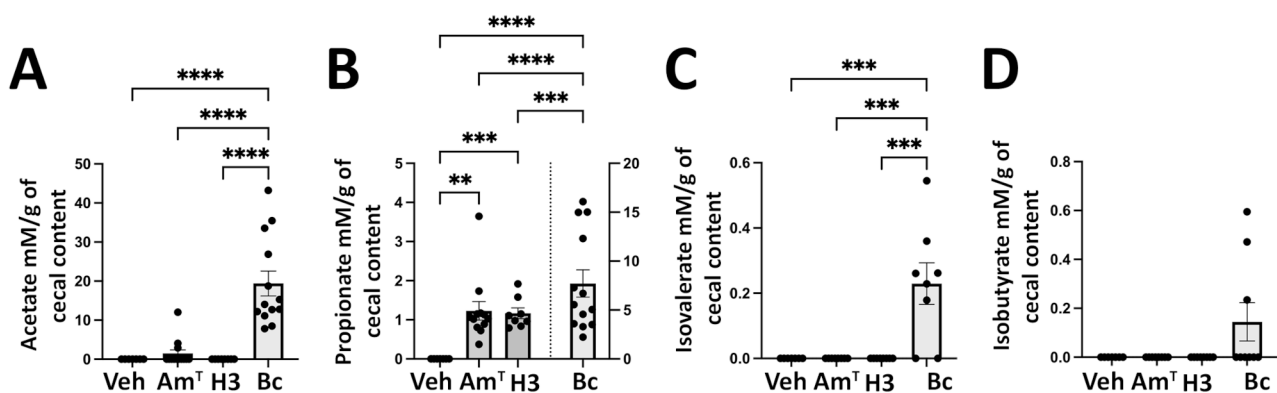 A
Acetate mM/g of
cecal content
50
40
30
20
10
0
****
****
****
Veh Amᵀ H3 Bc
B
Propionate mM/g of
cecal content
5
4
3
2
1
0
20
15
10
5
0
****
****
***
***
**
Veh Amᵀ H3 Bc
C
Isovalerate mM/g of
cecal content
0.6
0.4
0.2
0.0
***
***
***
Veh Amᵀ H3 Bc
D
Isobutyrate mM/g of
cecal content
0.8
0.6
0.4
0.2
0.0
Veh Amᵀ H3 Bc